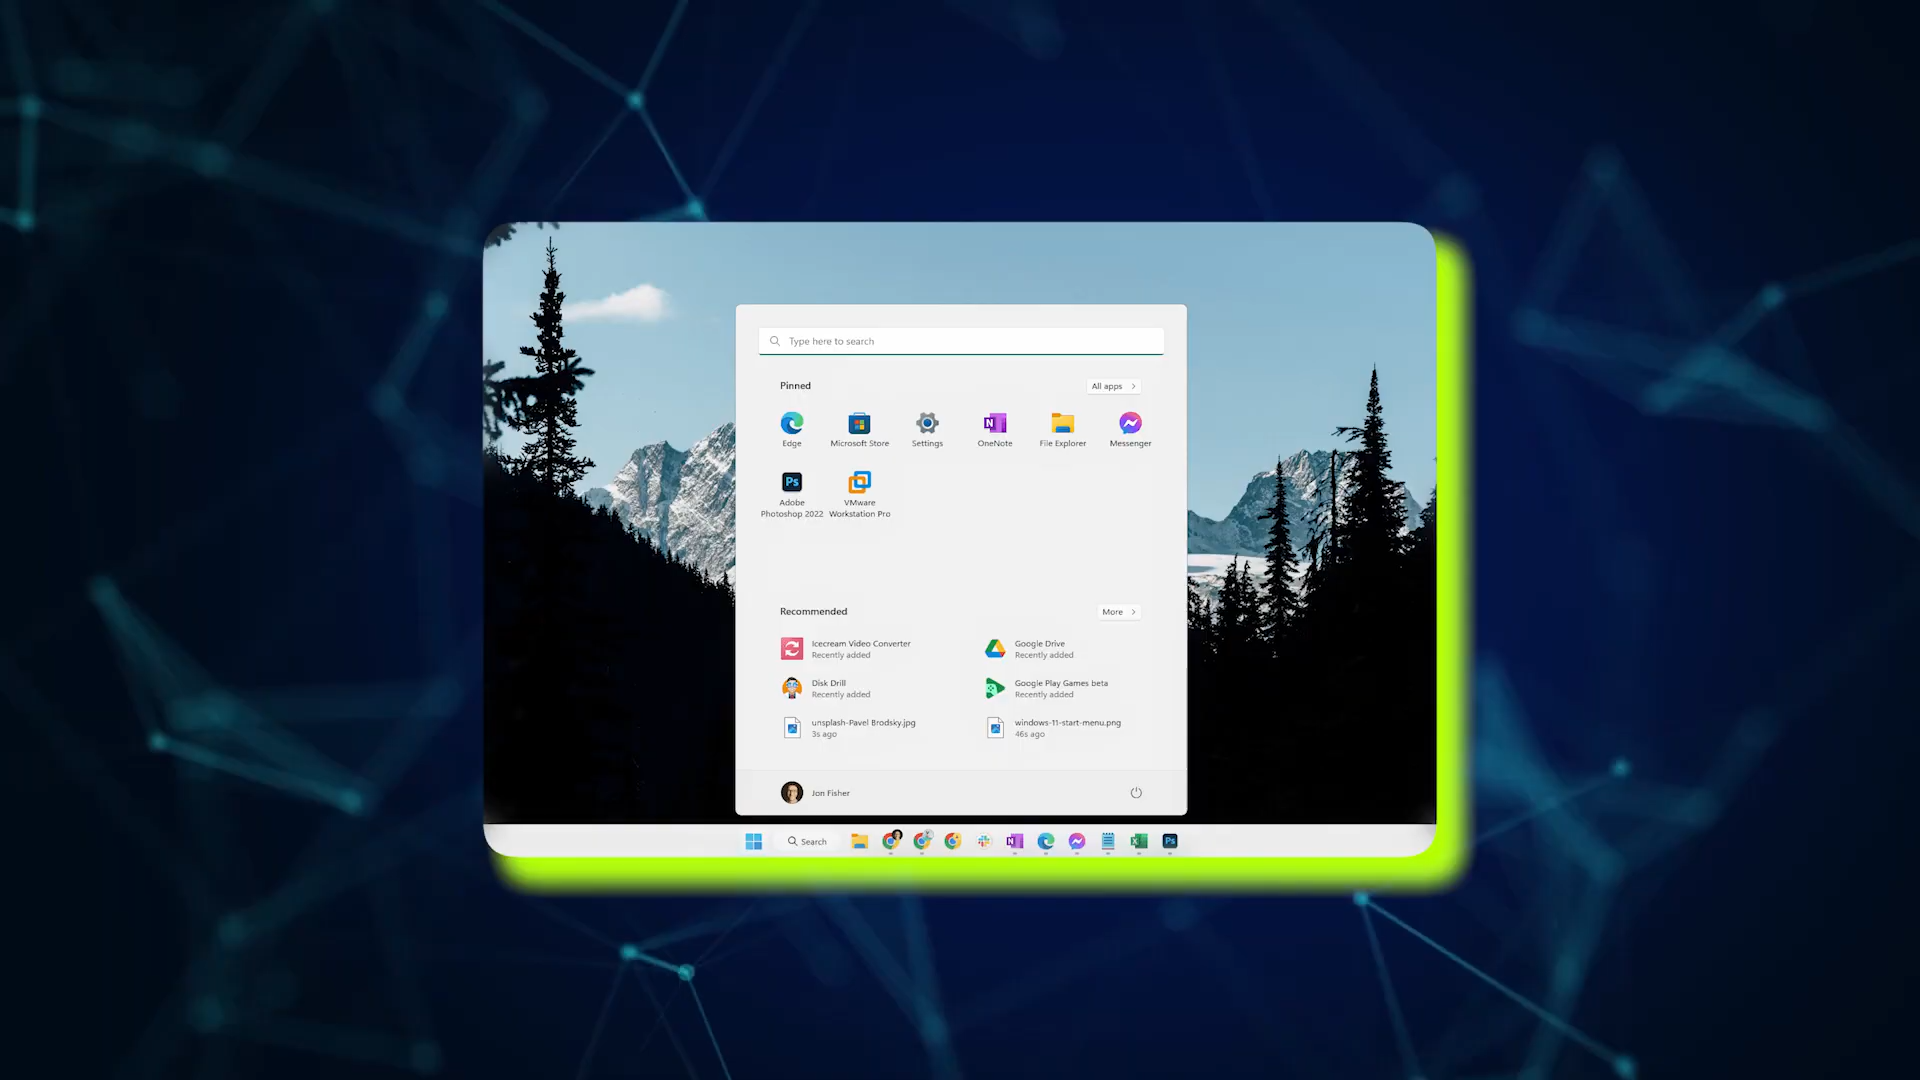 Type here to search
Pinned
All apps
Edge
Microsoft Store
Settings
OneNote
File Explorer
Messenger
Ps
Adobe
Photoshop 2022
VMware
Workstation Pro
Recommended
More
Icecream Video Converter
Recently added
Google Drive
Recently added
Disk Drill
Recently added
Google Play Games beta
Recently added
unsplash-Pavel Brodsky.jpg
3s ago
windows-11-start-menu.png
46s ago
Jon Fisher
Search
Ps